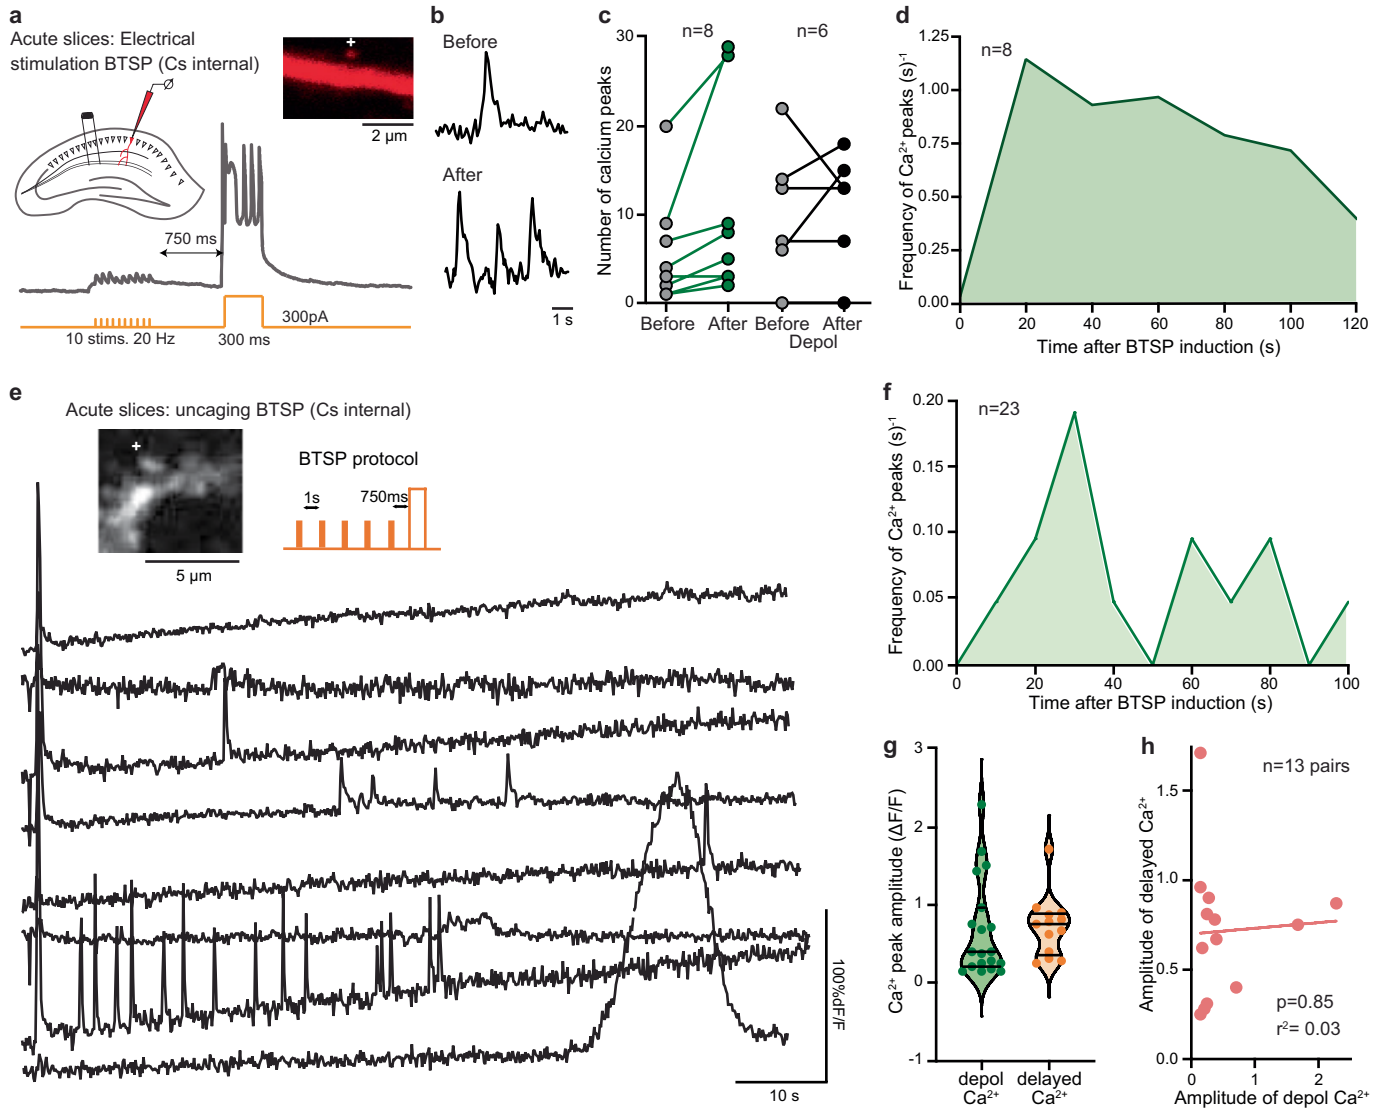 a
Acute slices: Electrical
stimulation BTSP (Cs internal)
2 µm
750 ms
300pA
10 stims. 20 Hz
300 ms
b
Before
After
1 s
c
n=8
n=6
Number of calcium peaks
30
20
10
0
Before
After
Before
After
Depol
d
n=8
Frequency of Ca²⁺ peaks (s)⁻¹
1.25
1.00
0.75
0.50
0.25
0.00
0
20
40
60
80
100
120
Time after BTSP induction (s)
e
Acute slices: uncaging BTSP (Cs internal)
5 µm
BTSP protocol
1s
750ms
100%dF/F
10 s
f
n=23
Frequency of Ca²⁺ peaks (s)⁻¹
0.20
0.15
0.10
0.05
0.00
0
20
40
60
80
100
Time after BTSP induction (s)
g
Ca²⁺ peak amplitude (ΔF/F)
3
2
1
0
-1
depol
Ca²⁺
delayed
Ca²⁺
h
n=13 pairs
Amplitude of delayed Ca²⁺
1.5
1.0
0.5
0.0
p=0.85
r²= 0.03
0
1
2
Amplitude of depol Ca²⁺